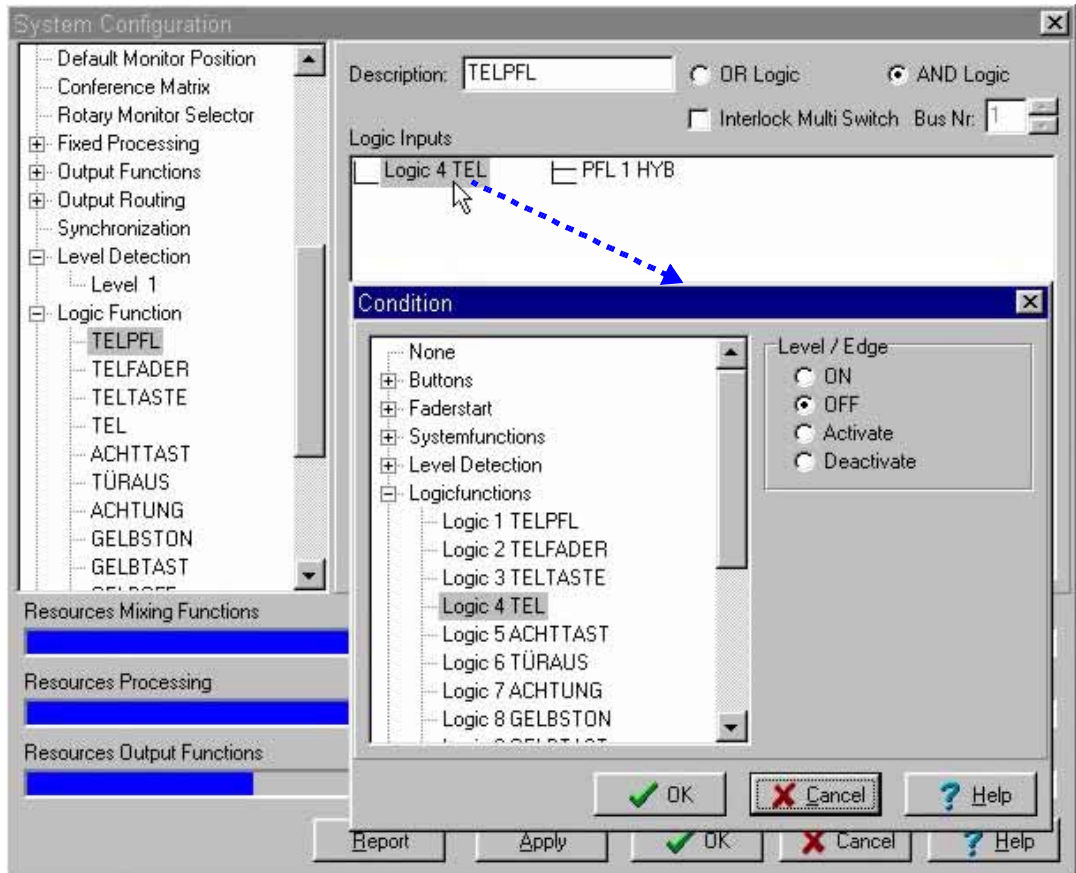 System Configuration
Default Monitor Position
Conference Matrix
Rotary Monitor Selector
Fixed Processing
Output Functions
Output Routing
Synchronization
Level Detection
Level 1
Logic Function
TELPFL
TELFADER
TELTASTE
TEL
ACHTTAST
TÜRAUS
ACHTUNG
GELBSTON
GELBTAST
Description: TELPFL
OR Logic
AND Logic
Interlock Multi Switch Bus Nr: 1
Logic Inputs
Logic 4 TEL
PFL 1 HYB
Condition
None
Buttons
Faderstart
Systemfunctions
Level Detection
Logicfunctions
Logic 1 TELPFL
Logic 2 TELFADER
Logic 3 TELTASTE
Logic 4 TEL
Logic 5 ACHTTAST
Logic 6 TÜRAUS
Logic 7 ACHTUNG
Logic 8 GELBSTON
Level / Edge
ON
OFF
Activate
Deactivate
OK
Cancel
Help
Resources Mixing Functions
Resources Processing
Resources Output Functions
Report
Apply
OK
Cancel
Help